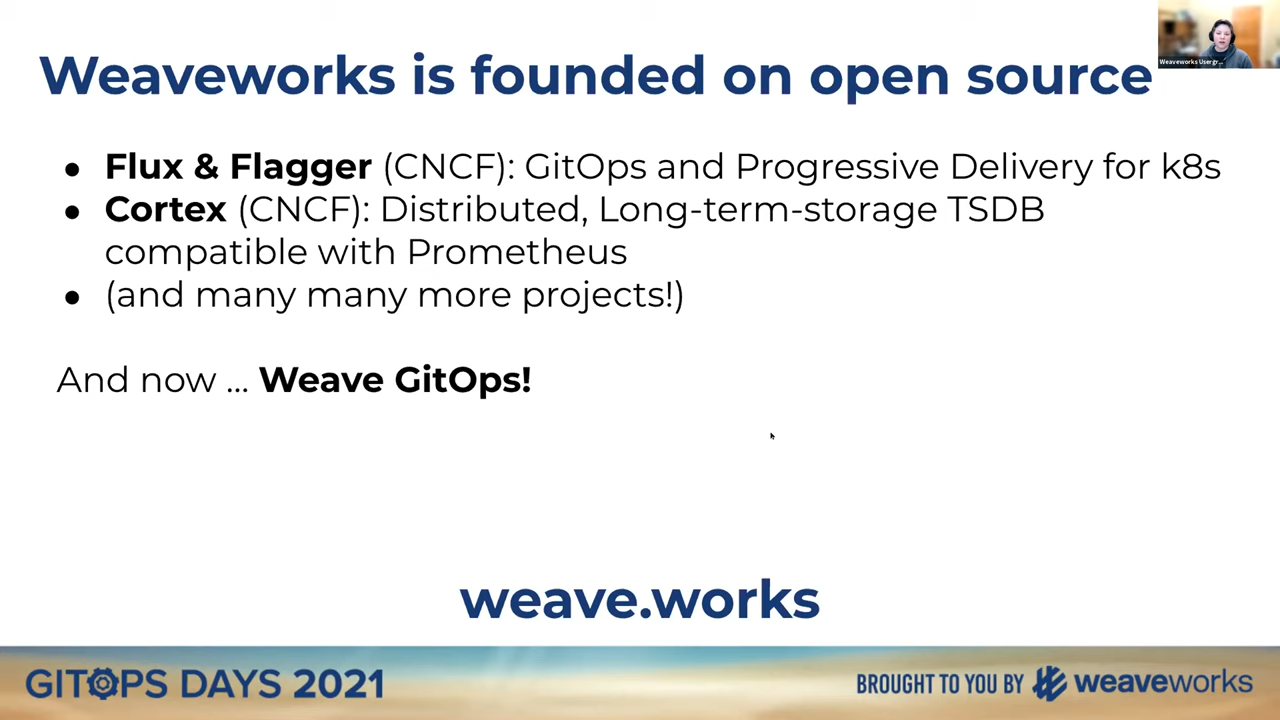 Weaveworks is founded on open source
Weaveworks Usergr...
● Flux & Flagger (CNCF): GitOps and Progressive Delivery for k8s
● Cortex (CNCF): Distributed, Long-term-storage TSDB
compatible with Prometheus
● (and many many more projects!)
And now ... Weave GitOps!
weave.works
GITOPS DAYS 2021
BROUGHT TO YOU BY weaveworks